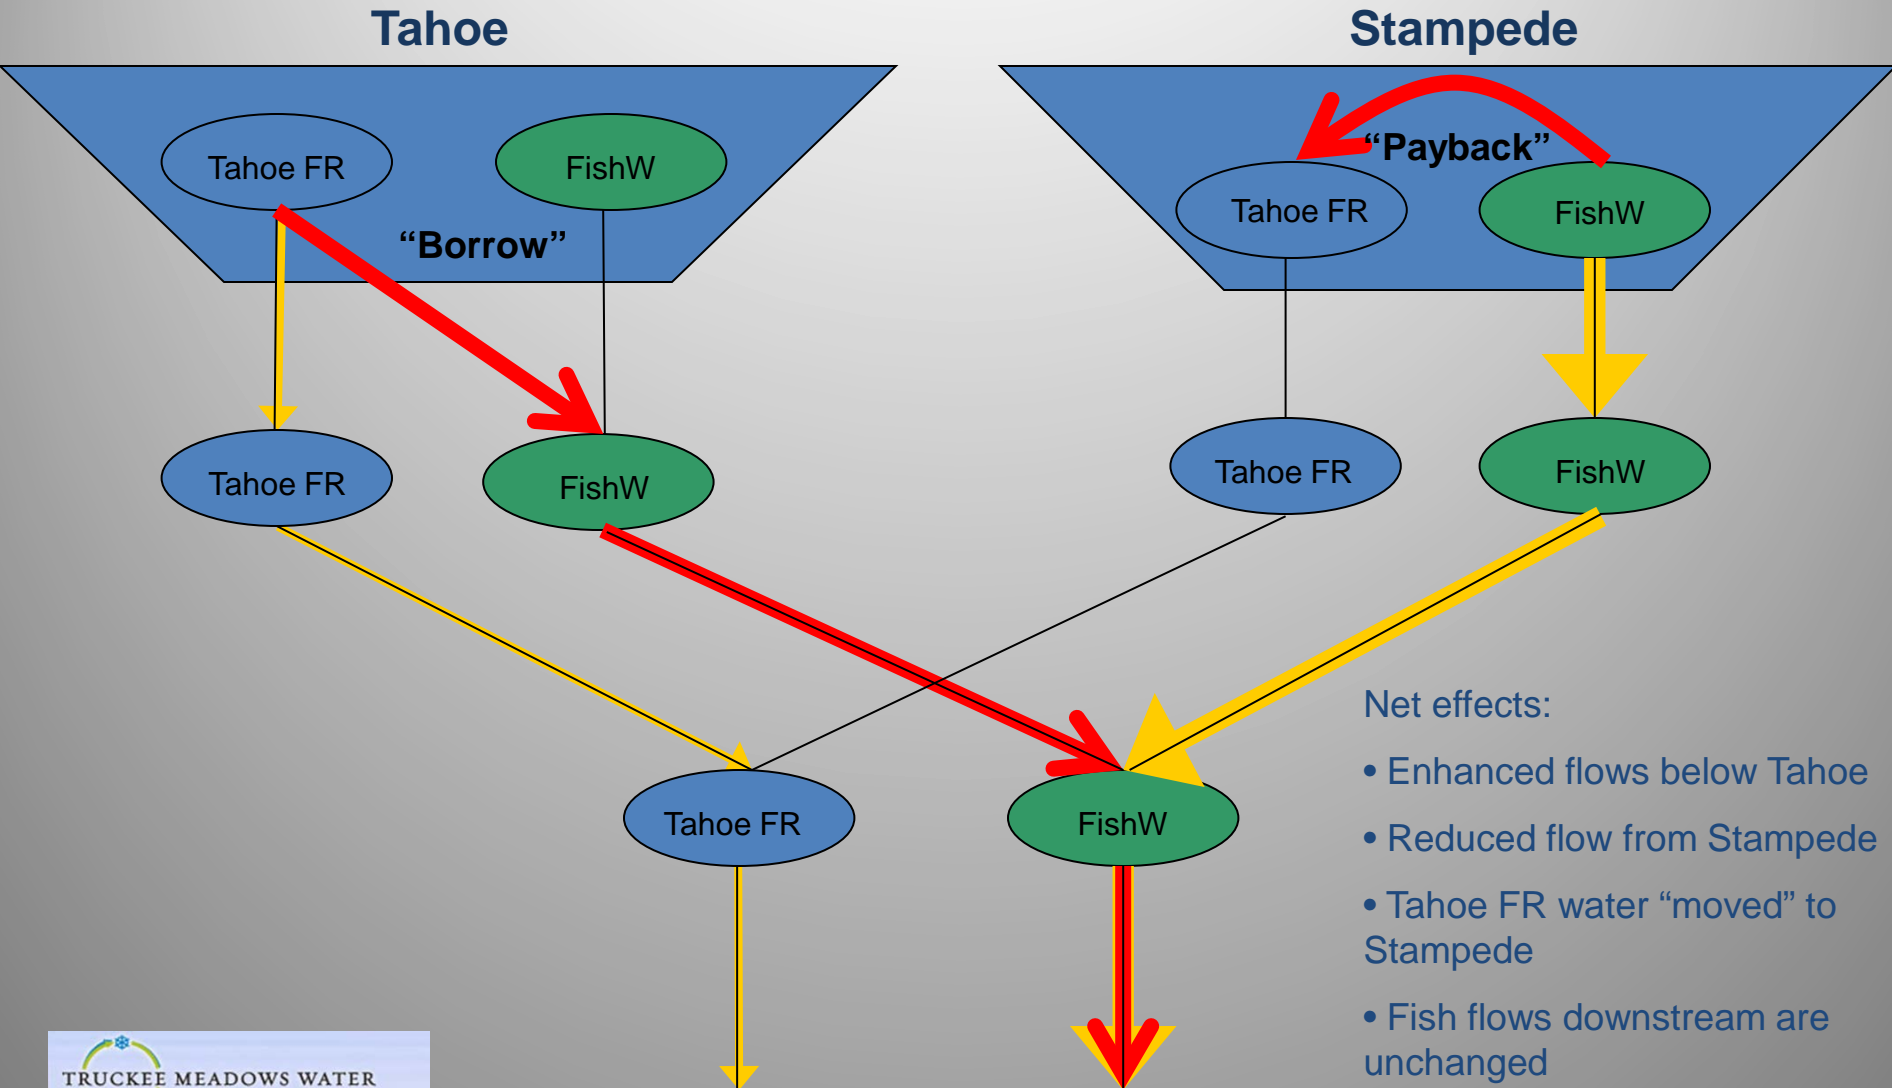 Tahoe
Stampede
Tahoe FR
FishW
"Borrow"
"Payback"
Tahoe FR
FishW
Tahoe FR
FishW
Tahoe FR
FishW
Tahoe FR
FishW
Net effects:
• Enhanced flows below Tahoe
• Reduced flow from Stampede
• Tahoe FR water “moved” to
Stampede
• Fish flows downstream are
unchanged
TRUCKEE MEADOWS WATER